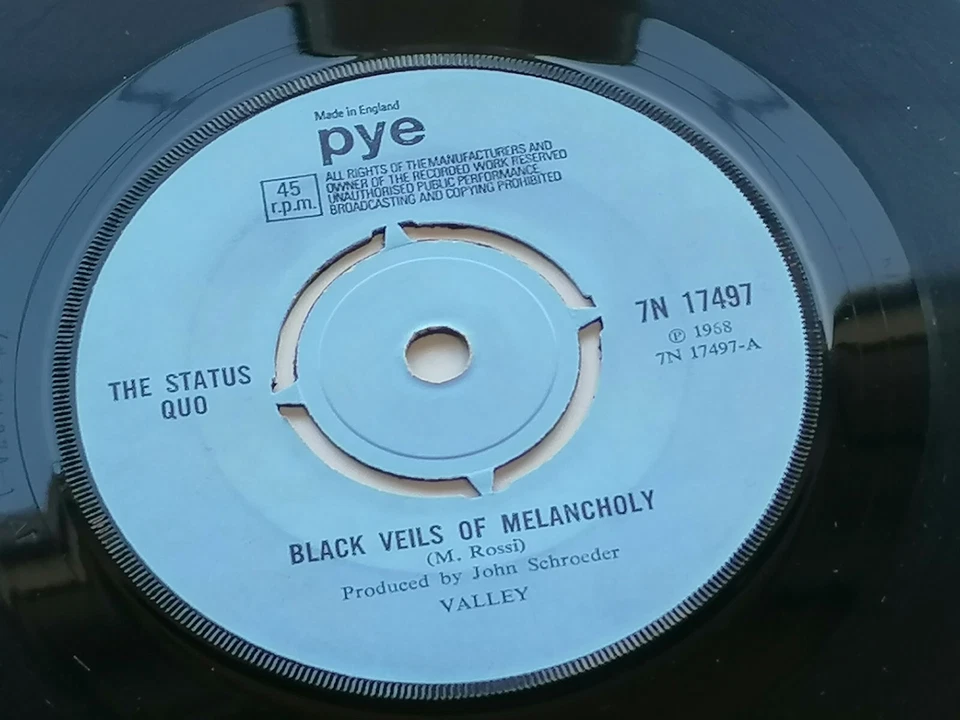 Made in England
pye
45
r.p.m.
ALL RIGHTS OF THE MANUFACTURERS AND
OWNER OF THE RECORDED WORK RESERVED
UNAUTHORISED PUBLIC PERFORMANCE
BROADCASTING AND COPYING PROHIBITED
7N 17497
℗ 1968
7N 17497-A
THE STATUS
QUO
BLACK VEILS OF MELANCHOLY
(M. Rossi)
Produced by John Schroeder
VALLEY